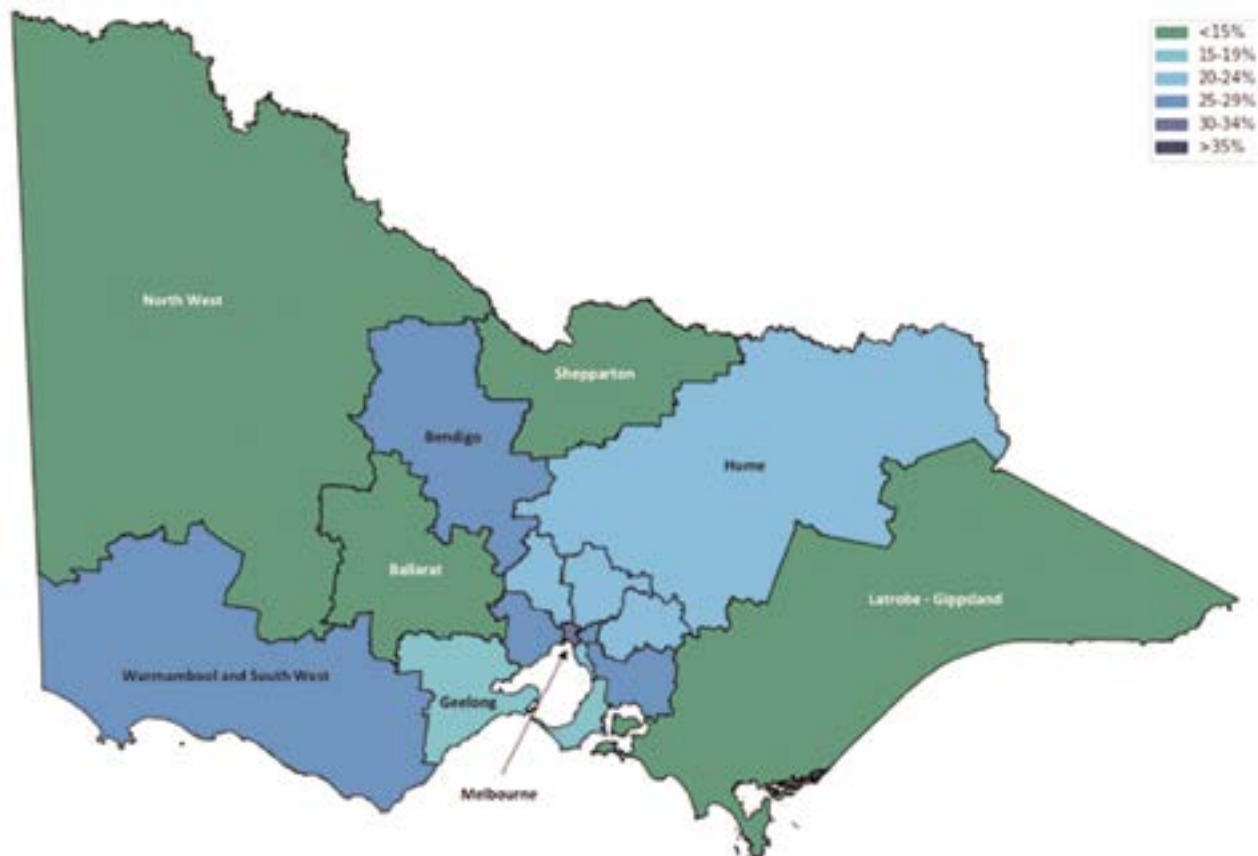 <15%
15-19%
20-24%
25-29%
30-34%
>35%
North West
Shepparton
Bendigo
Hume
Ballarat
Latrobe - Gippsland
Warrnambool and South West
Geelong
Melbourne